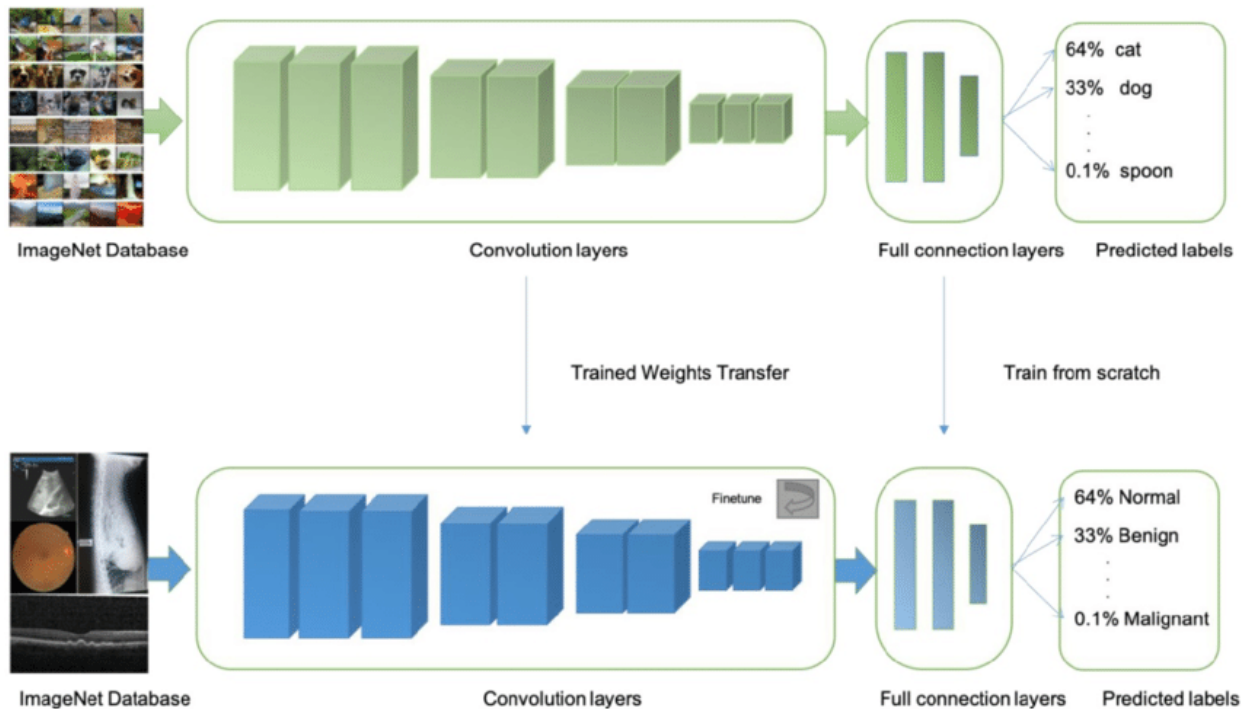 64% cat
33% dog
0.1% spoon
ImageNet Database
Convolution layers
Full connection layers
Predicted labels
Trained Weights Transfer
Train from scratch
Finetune
64% Normal
33% Benign
0.1% Malignant
ImageNet Database
Convolution layers
Full connection layers
Predicted labels